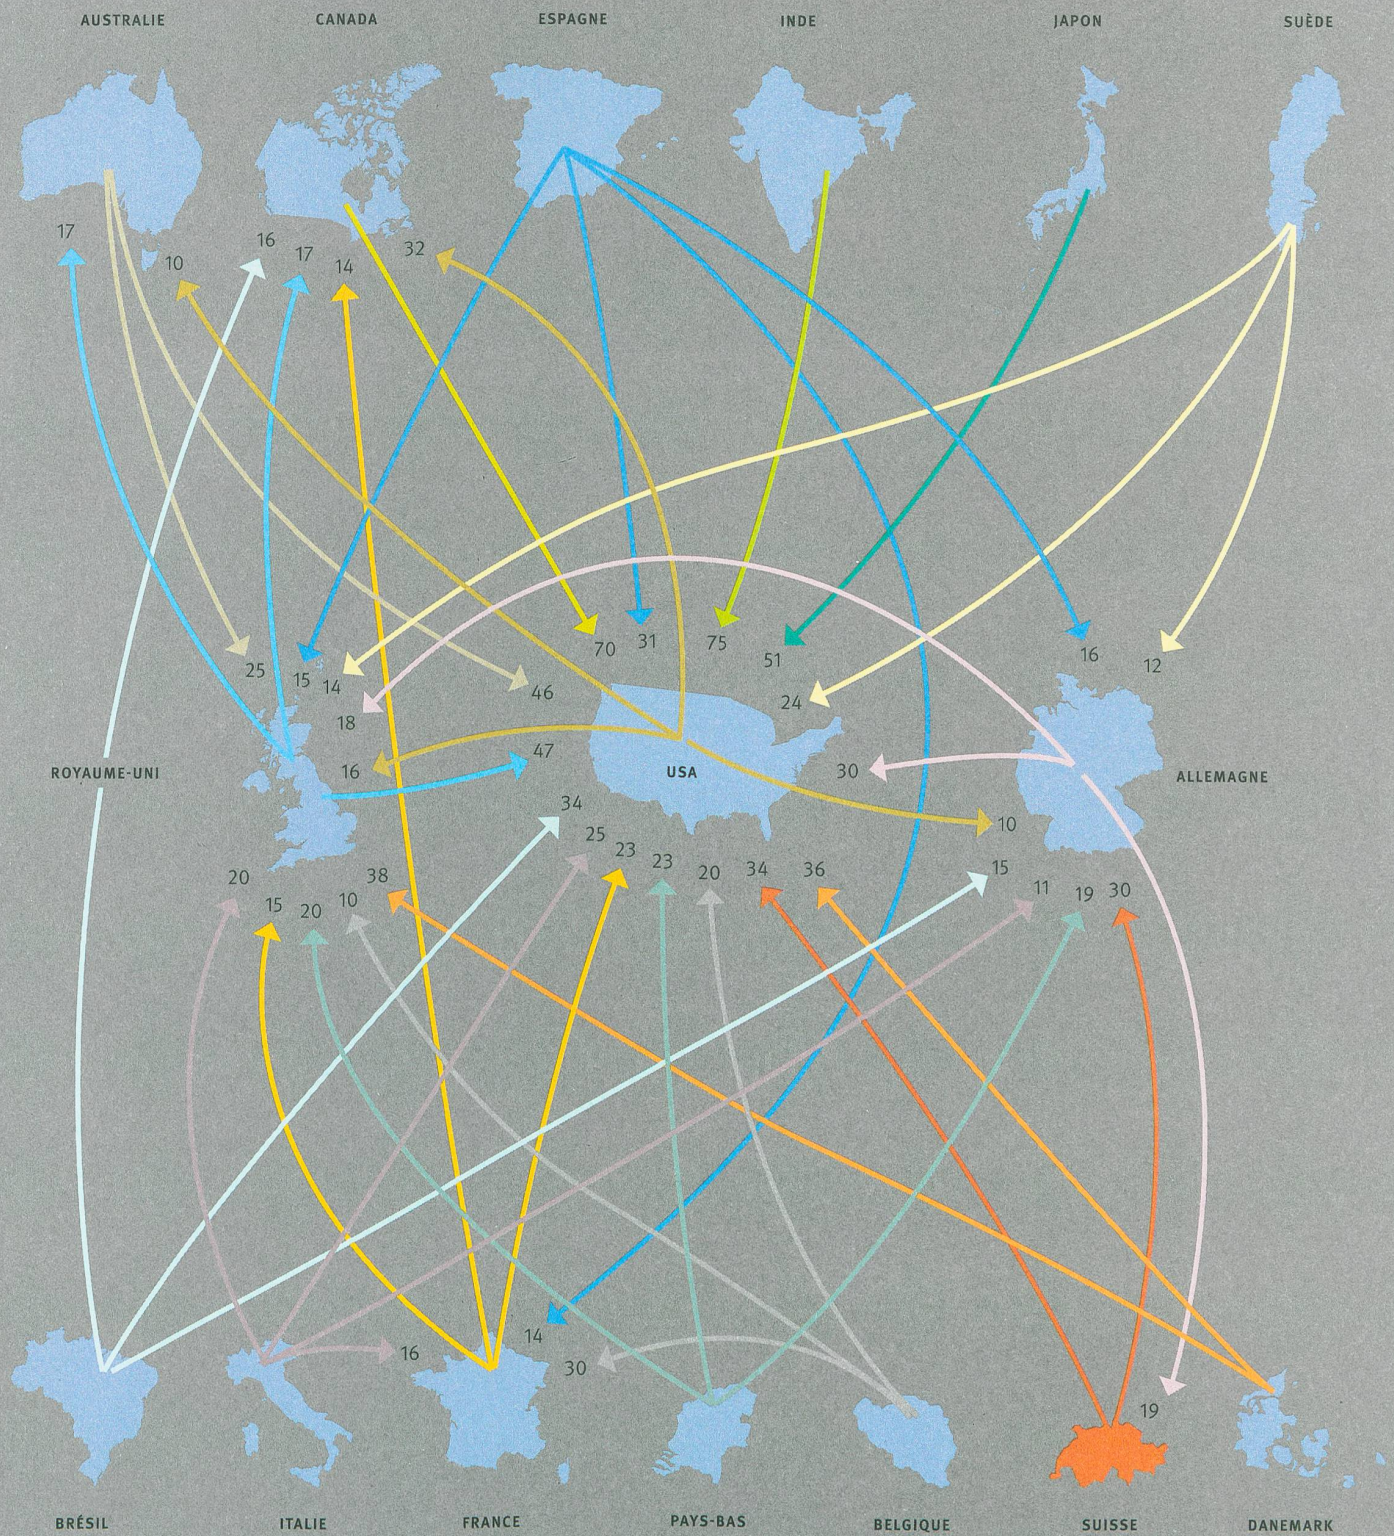 AUSTRALIE
CANADA
ESPAGNE
INDE
JAPON
SUÈDE
17
10
16
17
14
32
25
15
14
18
46
70
31
75
51
24
16
12
ROYAUME-UNI
16
47
USA
30
10
ALLEMAGNE
34
25
23
23
20
34
36
15
11
19
30
20
15
20
10
38
16
14
30
19
BRÉSIL
ITALIE
FRANCE
PAYS-BAS
BELGIQUE
SUISSE
DANEMARK